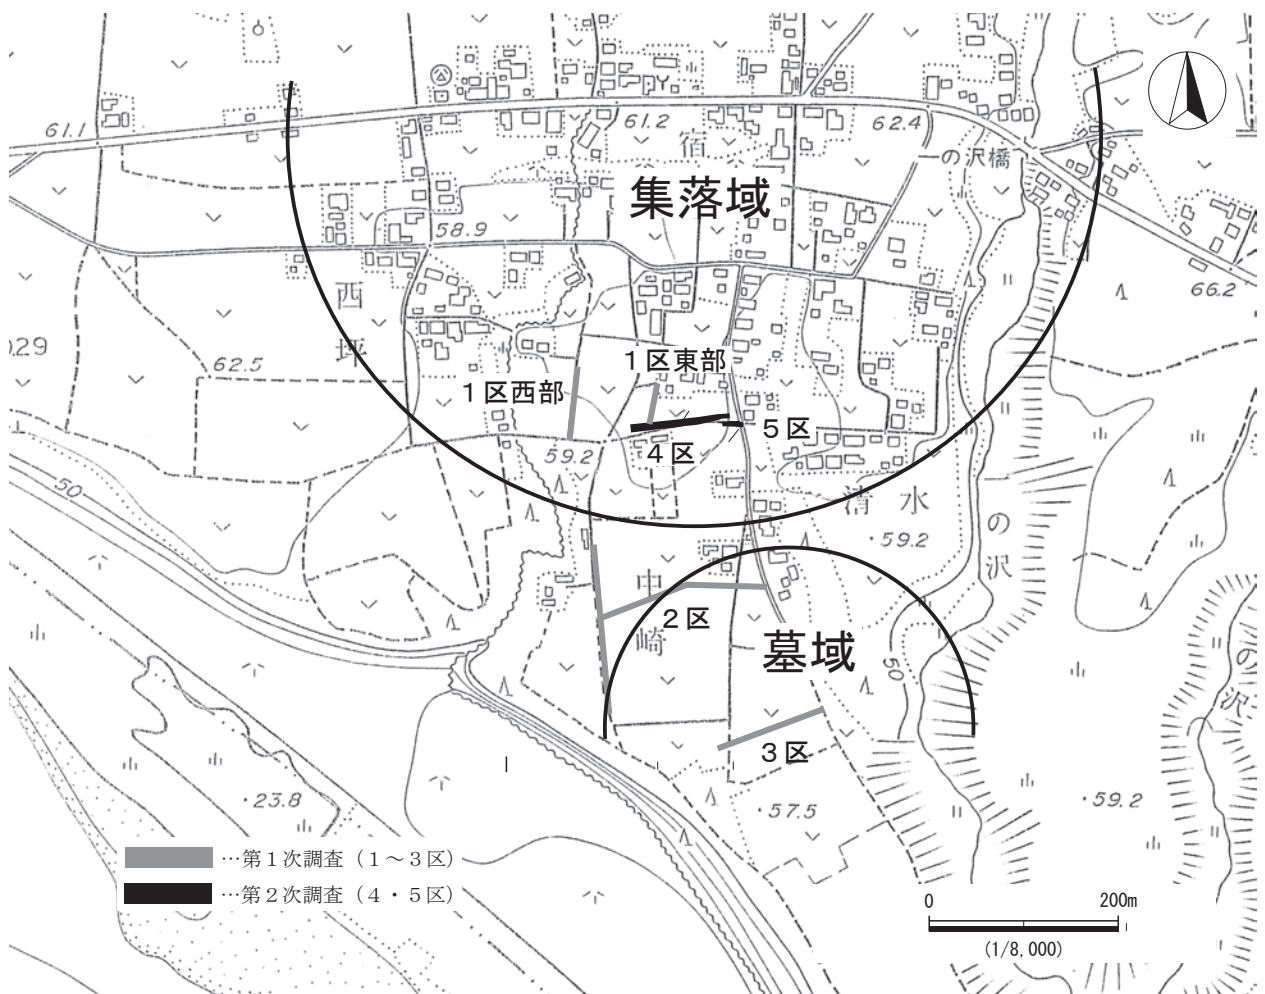 61.1
61.2
62.4
宿
一の沢橋
集落域
58.9
66.2
西坪
62.5
1区東部
1区西部
5区
4区
59.2
50
清水
59.2
一の沢
中崎
2区
墓域
50
の沢
3区
23.8
57.5
59.2
…第1次調査(1~3区)
…第2次調査(4・5区)
0 200m
(1/8,000)